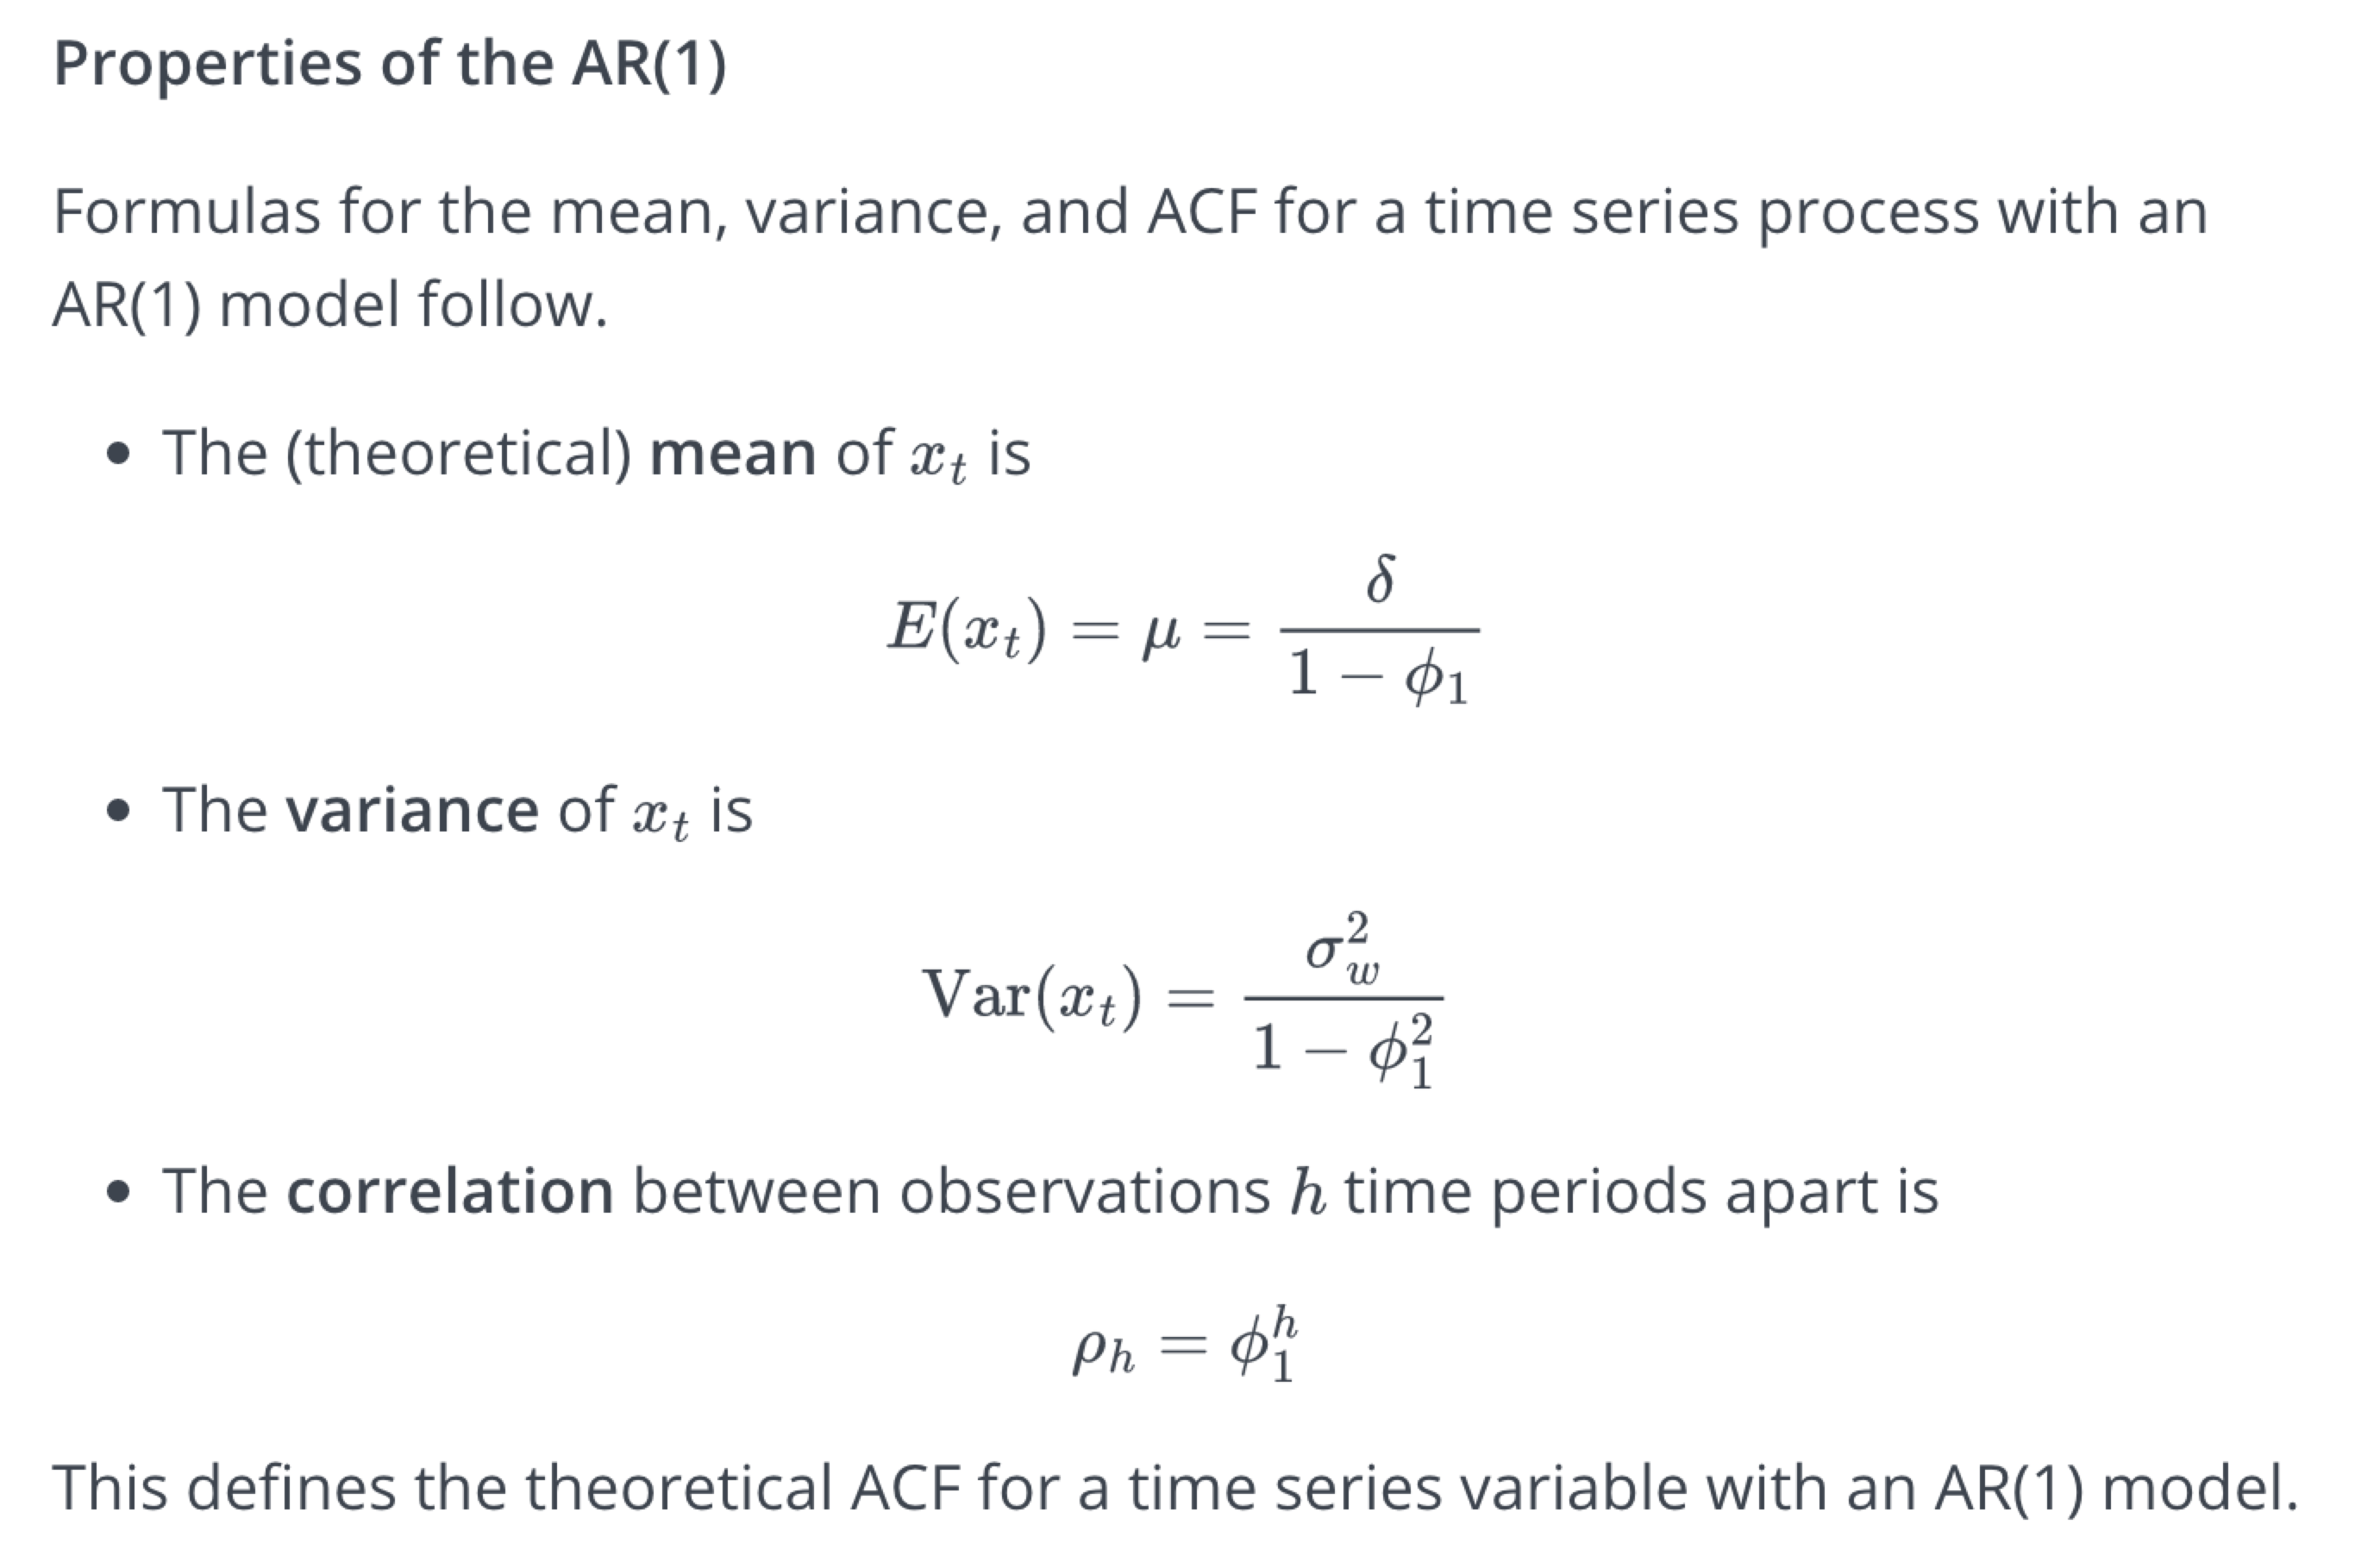 Properties of the AR(1)
Formulas for the mean, variance, and ACF for a time series process with an
AR(1) model follow.
• The (theoretical) mean of $x_t$ is
$E(x_t) = \mu = \frac{\delta}{1 - \phi_1}$
• The variance of $x_t$ is
$\text{Var}(x_t) = \frac{\sigma_w^2}{1 - \phi_1^2}$
• The correlation between observations $h$ time periods apart is
$\rho_h = \phi_1^h$
This defines the theoretical ACF for a time series variable with an AR(1) model.